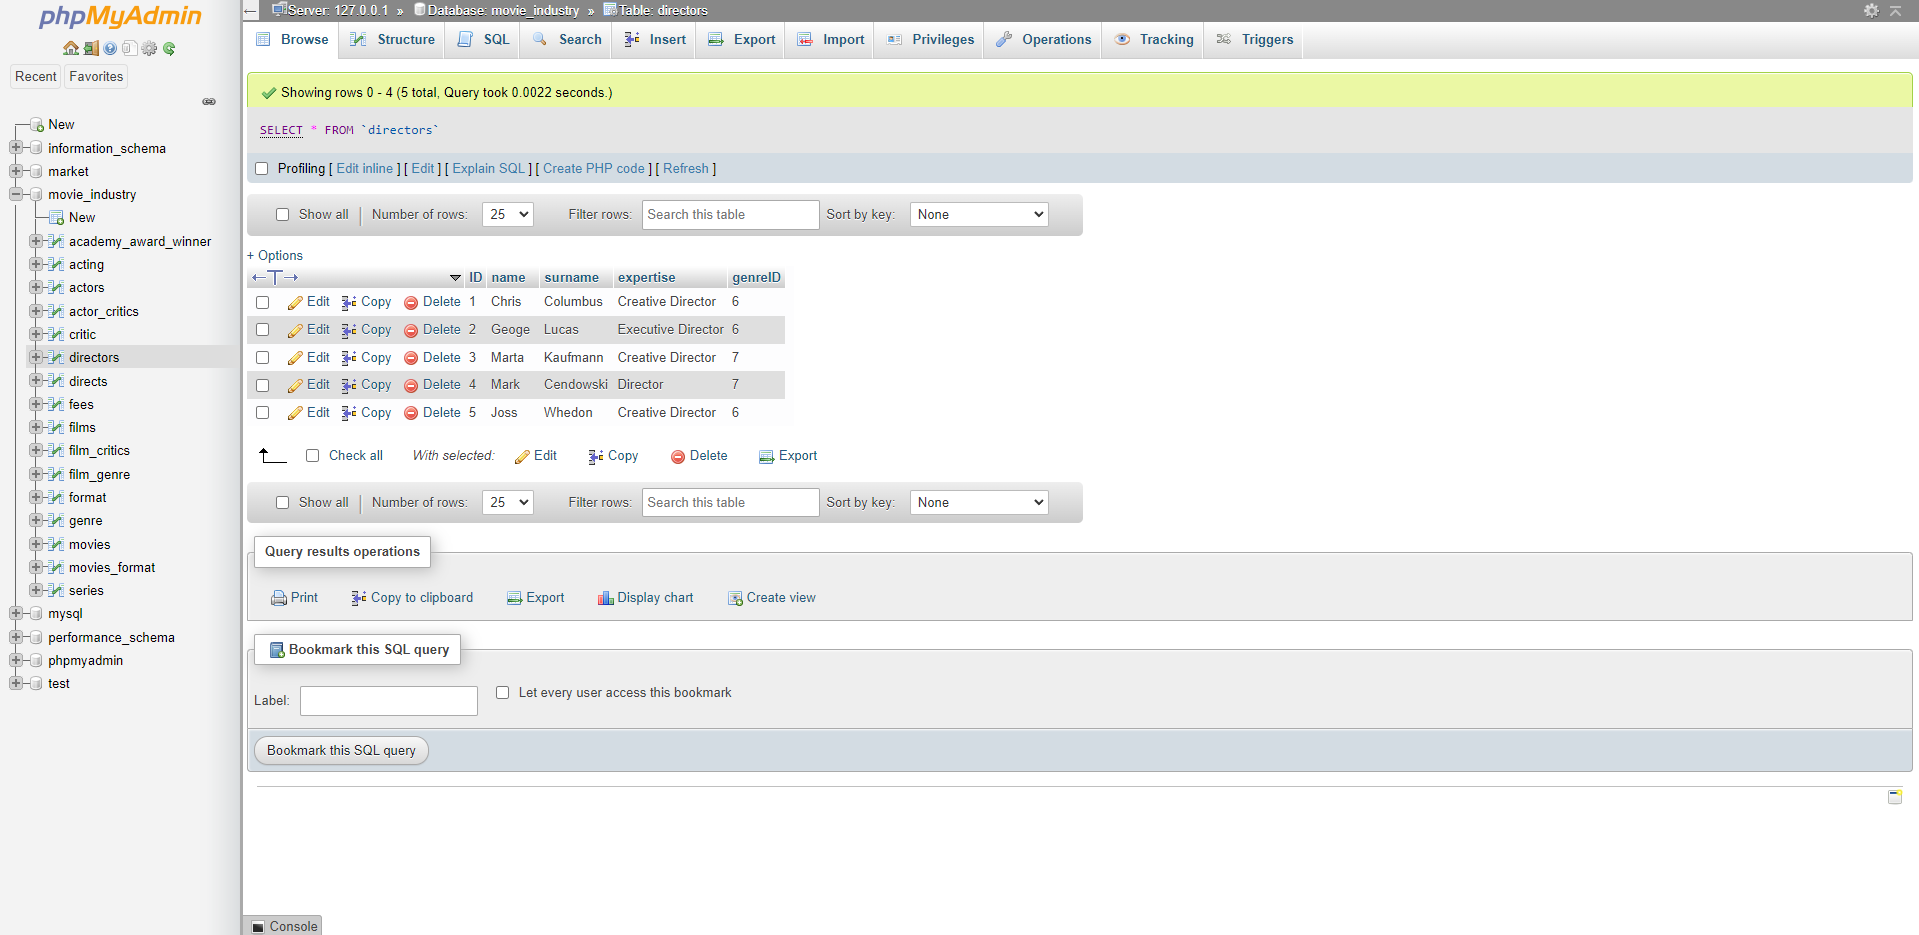 phpMyAdmin
Recent Favorites
New
information_schema
market
movie_industry
New
academy_award_winner
acting
actors
actor_critics
critic
directors
directs
fees
films
film_critics
film_genre
format
genre
movies
movies_format
series
mysql
performance_schema
phpmyadmin
test
Server: 127.0.0.1 » Database: movie_industry » Table: directors
Browse Structure SQL Search Insert Export Import Privileges Operations Tracking Triggers
Showing rows 0 - 4 (5 total, Query took 0.0022 seconds.)
SELECT * FROM `directors`
Profiling [ Edit inline ] [ Edit ] [ Explain SQL ] [ Create PHP code ] [ Refresh ]
Show all Number of rows: 25 Filter rows: Search this table Sort by key: None
+ Options
ID name surname expertise genreID
Edit Copy Delete 1 Chris Columbus Creative Director 6
Edit Copy Delete 2 Geoge Lucas Executive Director 6
Edit Copy Delete 3 Marta Kaufmann Creative Director 7
Edit Copy Delete 4 Mark Cendowski Director 7
Edit Copy Delete 5 Joss Whedon Creative Director 6
Check all With selected: Edit Copy Delete Export
Show all Number of rows: 25 Filter rows: Search this table Sort by key: None
Query results operations
Print Copy to clipboard Export Display chart Create view
Bookmark this SQL query
Label: Let every user access this bookmark
Bookmark this SQL query
Console